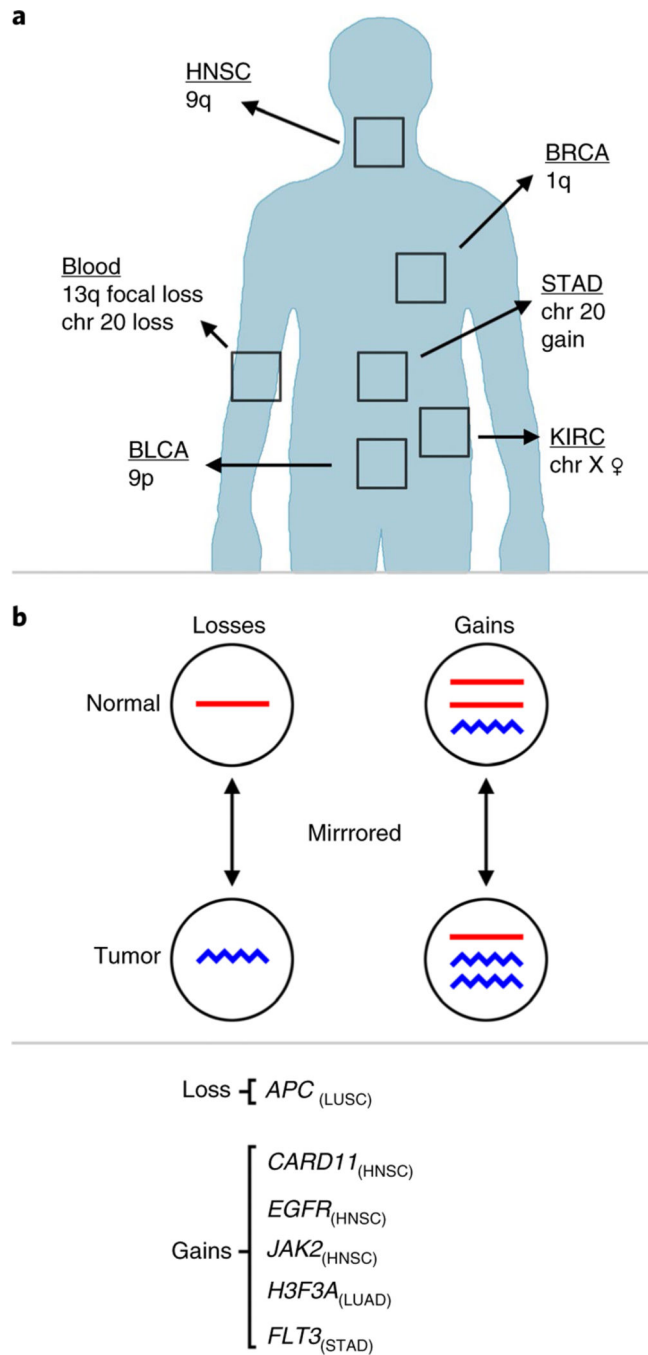 a
HNSC
9q
BRCA
1q
Blood
13q focal loss
chr 20 loss
STAD
chr 20
gain
BLCA
9p
KIRC
chr X ♀
b
Losses
Gains
Normal
Mirrrored
Tumor
Loss
APC (LUSC)
Gains
CARD11(HNSC)
EGFR(HNSC)
JAK2(HNSC)
H3F3A(LUAD)
FLT3(STAD)